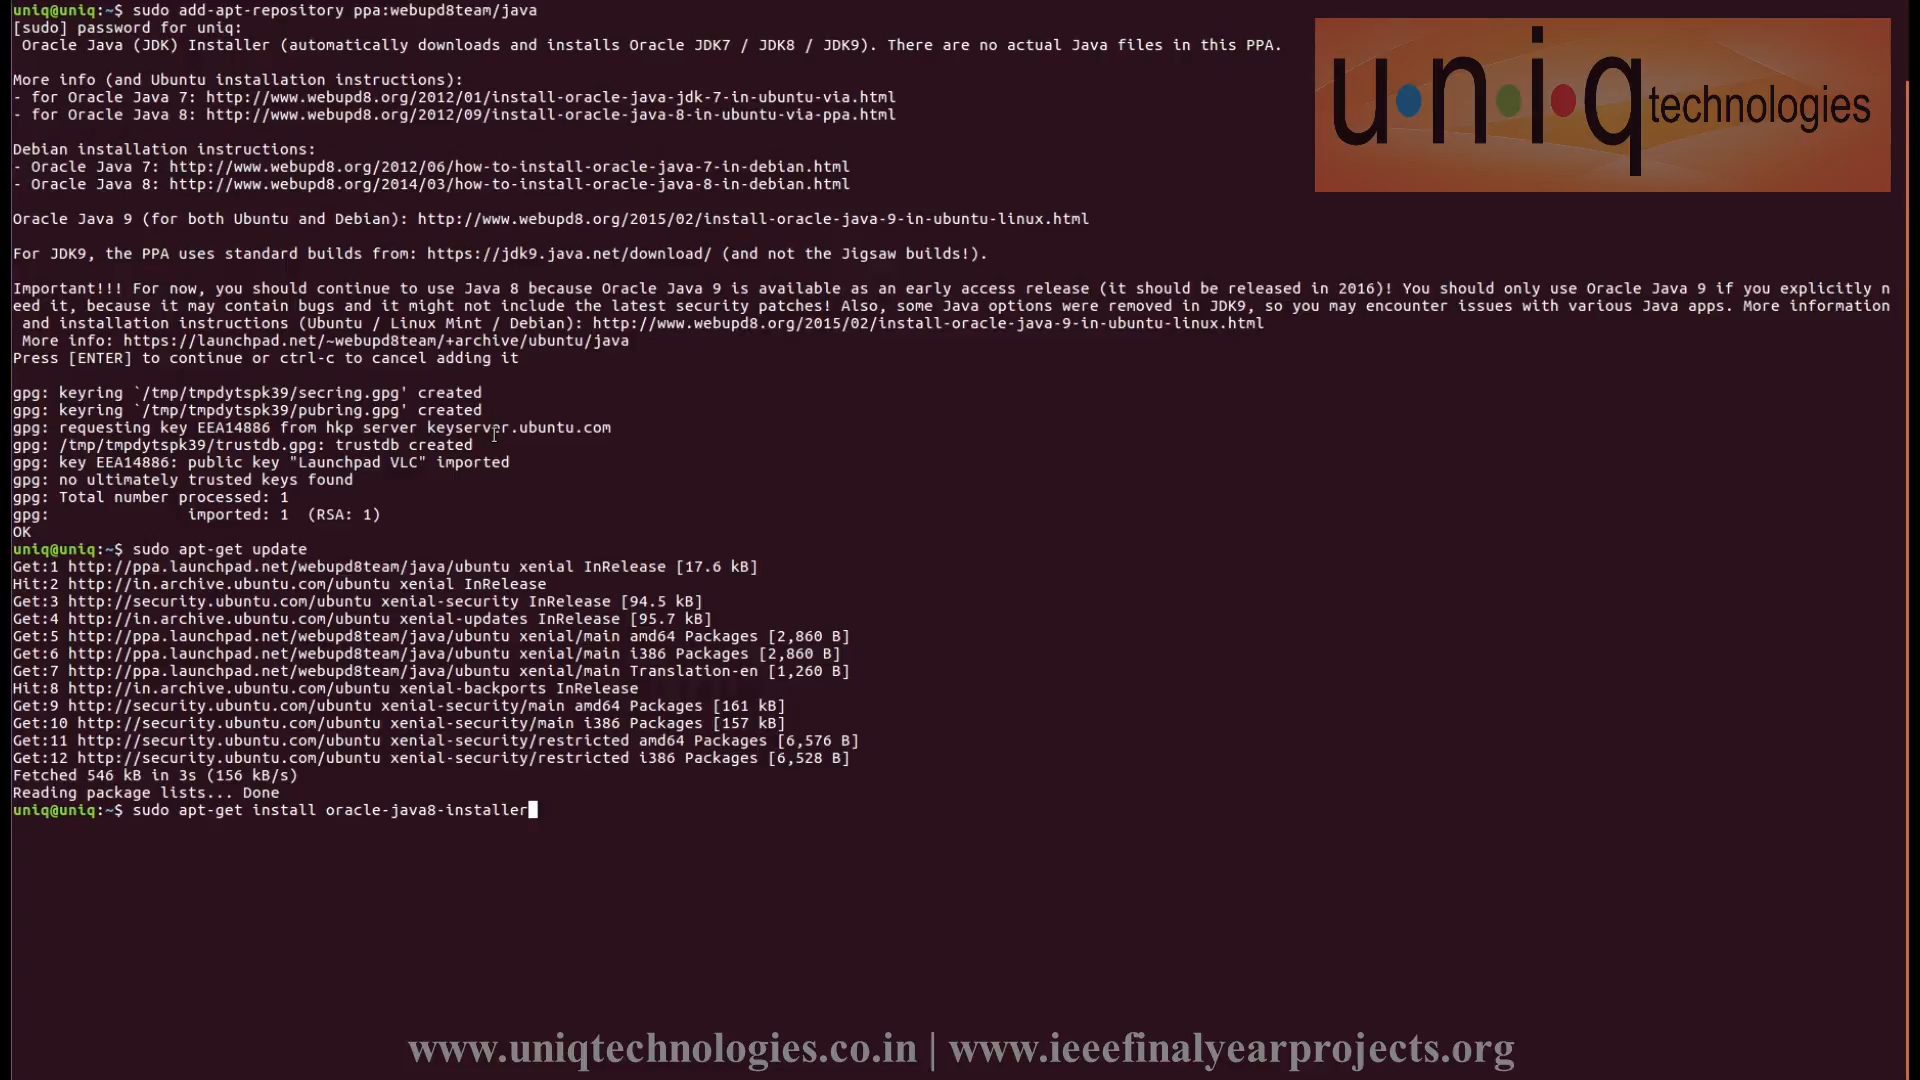 uniq@uniq:~$ sudo add-apt-repository ppa:webupd8team/java
[sudo] password for uniq:
 Oracle Java (JDK) Installer (automatically downloads and installs Oracle JDK7 / JDK8 / JDK9). There are no actual Java files in this PPA.
u·n·i·q technologies
More info (and Ubuntu installation instructions):
- for Oracle Java 7: http://www.webupd8.org/2012/01/install-oracle-java-jdk-7-in-ubuntu-via.html
- for Oracle Java 8: http://www.webupd8.org/2012/09/install-oracle-java-8-in-ubuntu-via-ppa.html
Debian installation instructions:
- Oracle Java 7: http://www.webupd8.org/2012/06/how-to-install-oracle-java-7-in-debian.html
- Oracle Java 8: http://www.webupd8.org/2014/03/how-to-install-oracle-java-8-in-debian.html
Oracle Java 9 (for both Ubuntu and Debian): http://www.webupd8.org/2015/02/install-oracle-java-9-in-ubuntu-linux.html
For JDK9, the PPA uses standard builds from: https://jdk9.java.net/download/ (and not the Jigsaw builds!).
Important!!! For now, you should continue to use Java 8 because Oracle Java 9 is available as an early access release (it should be released in 2016)! You should only use Oracle Java 9 if you explicitly n
eed it, because it may contain bugs and it might not include the latest security patches! Also, some Java options were removed in JDK9, so you may encounter issues with various Java apps. More information
 and installation instructions (Ubuntu / Linux Mint / Debian): http://www.webupd8.org/2015/02/install-oracle-java-9-in-ubuntu-linux.html
 More info: https://launchpad.net/~webupd8team/+archive/ubuntu/java
Press [ENTER] to continue or ctrl-c to cancel adding it
gpg: keyring `/tmp/tmpdytspk39/secring.gpg' created
gpg: keyring `/tmp/tmpdytspk39/pubring.gpg' created
gpg: requesting key EEA14886 from hkp server keyserver.ubuntu.com
gpg: /tmp/tmpdytspk39/trustdb.gpg: trustdb created
gpg: key EEA14886: public key "Launchpad VLC" imported
gpg: no ultimately trusted keys found
gpg: Total number processed: 1
gpg:               imported: 1  (RSA: 1)
OK
uniq@uniq:~$ sudo apt-get update
Get:1 http://ppa.launchpad.net/webupd8team/java/ubuntu xenial InRelease [17.6 kB]
Hit:2 http://in.archive.ubuntu.com/ubuntu xenial InRelease
Get:3 http://security.ubuntu.com/ubuntu xenial-security InRelease [94.5 kB]
Get:4 http://in.archive.ubuntu.com/ubuntu xenial-updates InRelease [95.7 kB]
Get:5 http://ppa.launchpad.net/webupd8team/java/ubuntu xenial/main amd64 Packages [2,860 B]
Get:6 http://ppa.launchpad.net/webupd8team/java/ubuntu xenial/main i386 Packages [2,860 B]
Get:7 http://ppa.launchpad.net/webupd8team/java/ubuntu xenial/main Translation-en [1,260 B]
Hit:8 http://in.archive.ubuntu.com/ubuntu xenial-backports InRelease
Get:9 http://security.ubuntu.com/ubuntu xenial-security/main amd64 Packages [161 kB]
Get:10 http://security.ubuntu.com/ubuntu xenial-security/main i386 Packages [157 kB]
Get:11 http://security.ubuntu.com/ubuntu xenial-security/restricted amd64 Packages [6,576 B]
Get:12 http://security.ubuntu.com/ubuntu xenial-security/restricted i386 Packages [6,528 B]
Fetched 546 kB in 3s (156 kB/s)
Reading package lists... Done
uniq@uniq:~$ sudo apt-get install oracle-java8-installer
www.uniqtechnologies.co.in | www.ieeefinalyearprojects.org